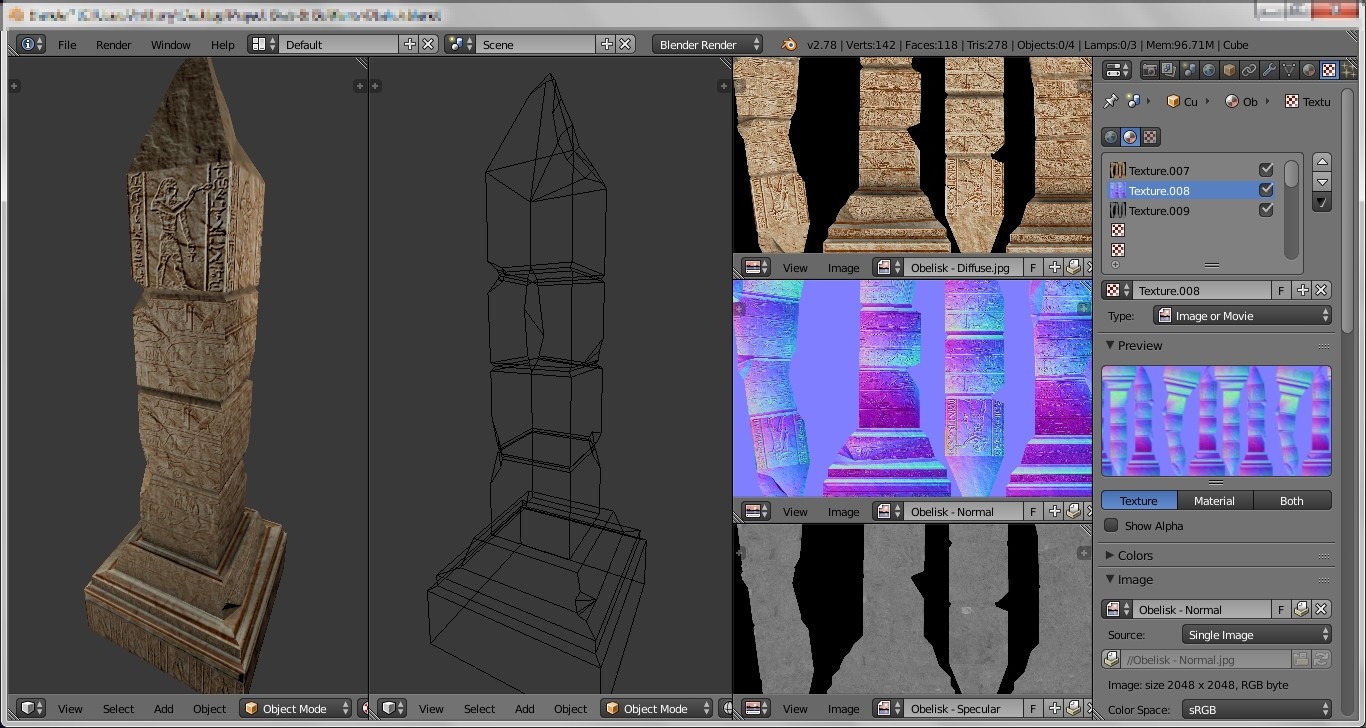 File Render Window Help Default Scene Blender Render v2.78 | Verts:142 | Faces:118 | Tris:278 | Objects:0/4 | Lamps:0/3 | Mem:96.71M | Cube
Cu Ob Textu
Texture.007
Texture.008
Texture.009
View Image Obelisk - Diffuse.jpg F
Texture.008 F
Type: Image or Movie
Preview
Texture Material Both
View Image Obelisk - Normal F
Show Alpha
Colors
Image
Obelisk - Normal F
Source: Single Image
//Obelisk - Normal.jpg
Image: size 2048 x 2048, RGB byte
View Select Add Object Object Mode
View Select Add Object Object Mode
View Image Obelisk - Specular F
Color Space: sRGB